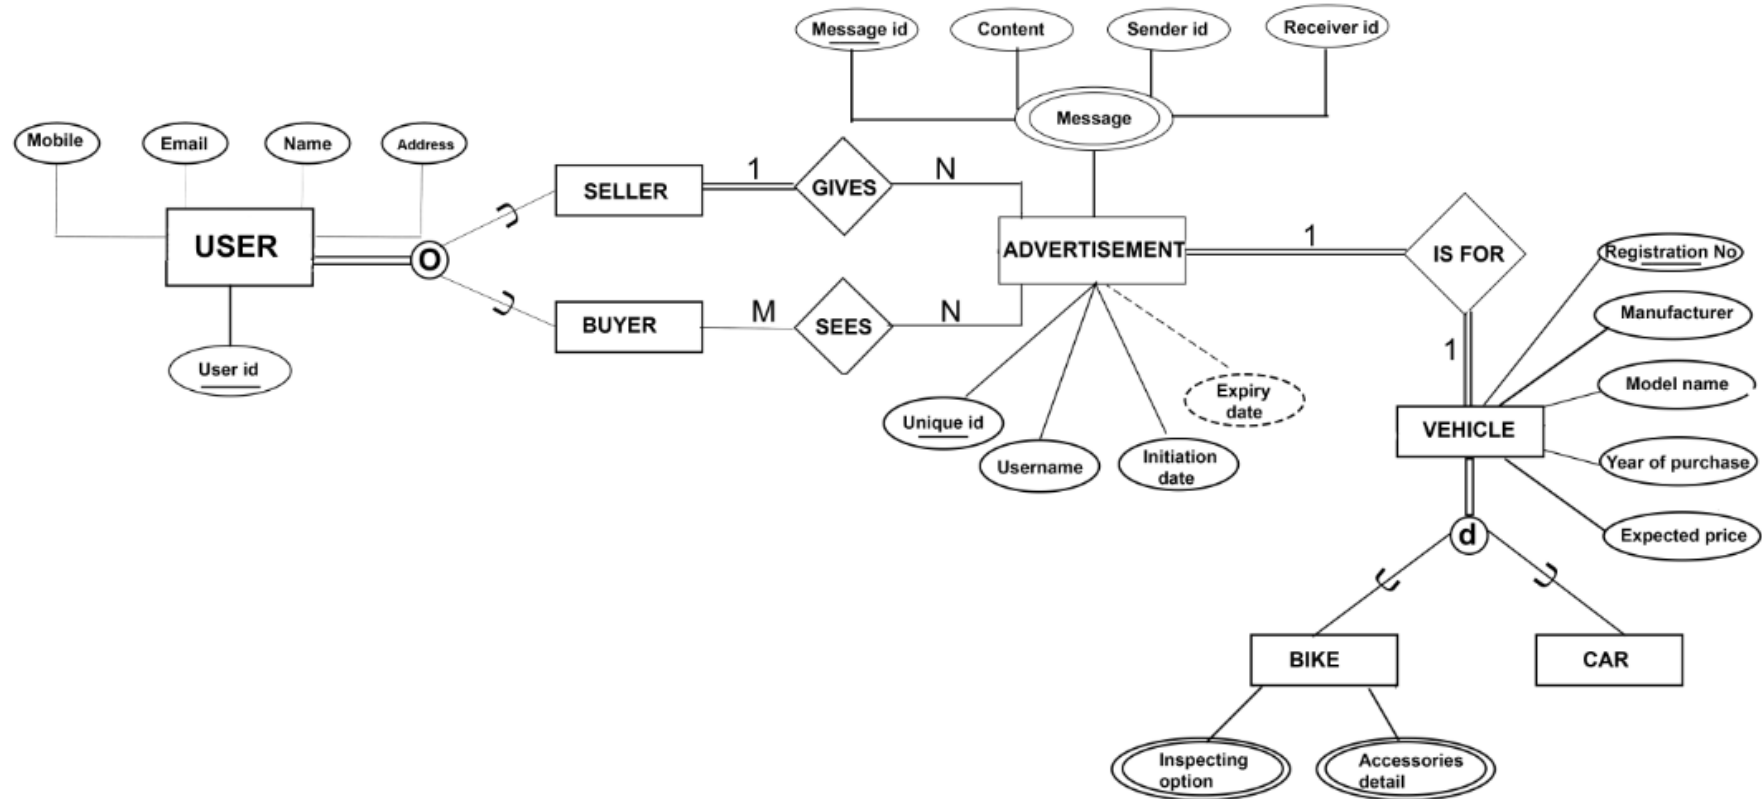 Message id
Content
Sender id
Receiver id
Message
Mobile
Email
Name
Address
USER
O
User id
SELLER
1
GIVES
N
BUYER
M
SEES
N
ADVERTISEMENT
1
IS FOR
1
Unique id
Username
Initiation
date
Expiry
date
Registration No
Manufacturer
Model name
Year of purchase
Expected price
VEHICLE
d
BIKE
CAR
Inspecting
option
Accessories
detail